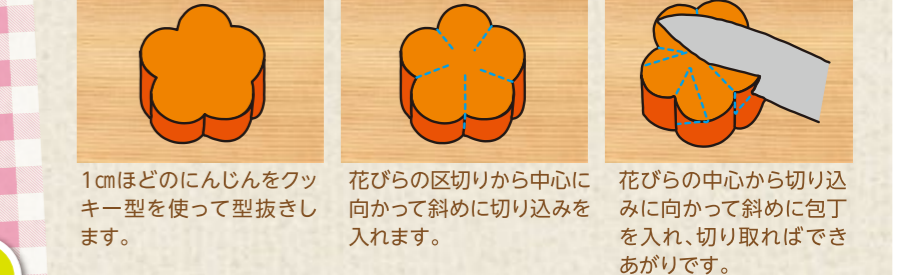 1㎝ほどのにんじんをクッ
キー型を使って型抜きし
ます。
花びらの区切りから中心に
向かって斜めに切り込みを
入れます。
花びらの中心から切り込
みに向かって斜めに包丁
を入れ、切り取ればでき
あがりです。